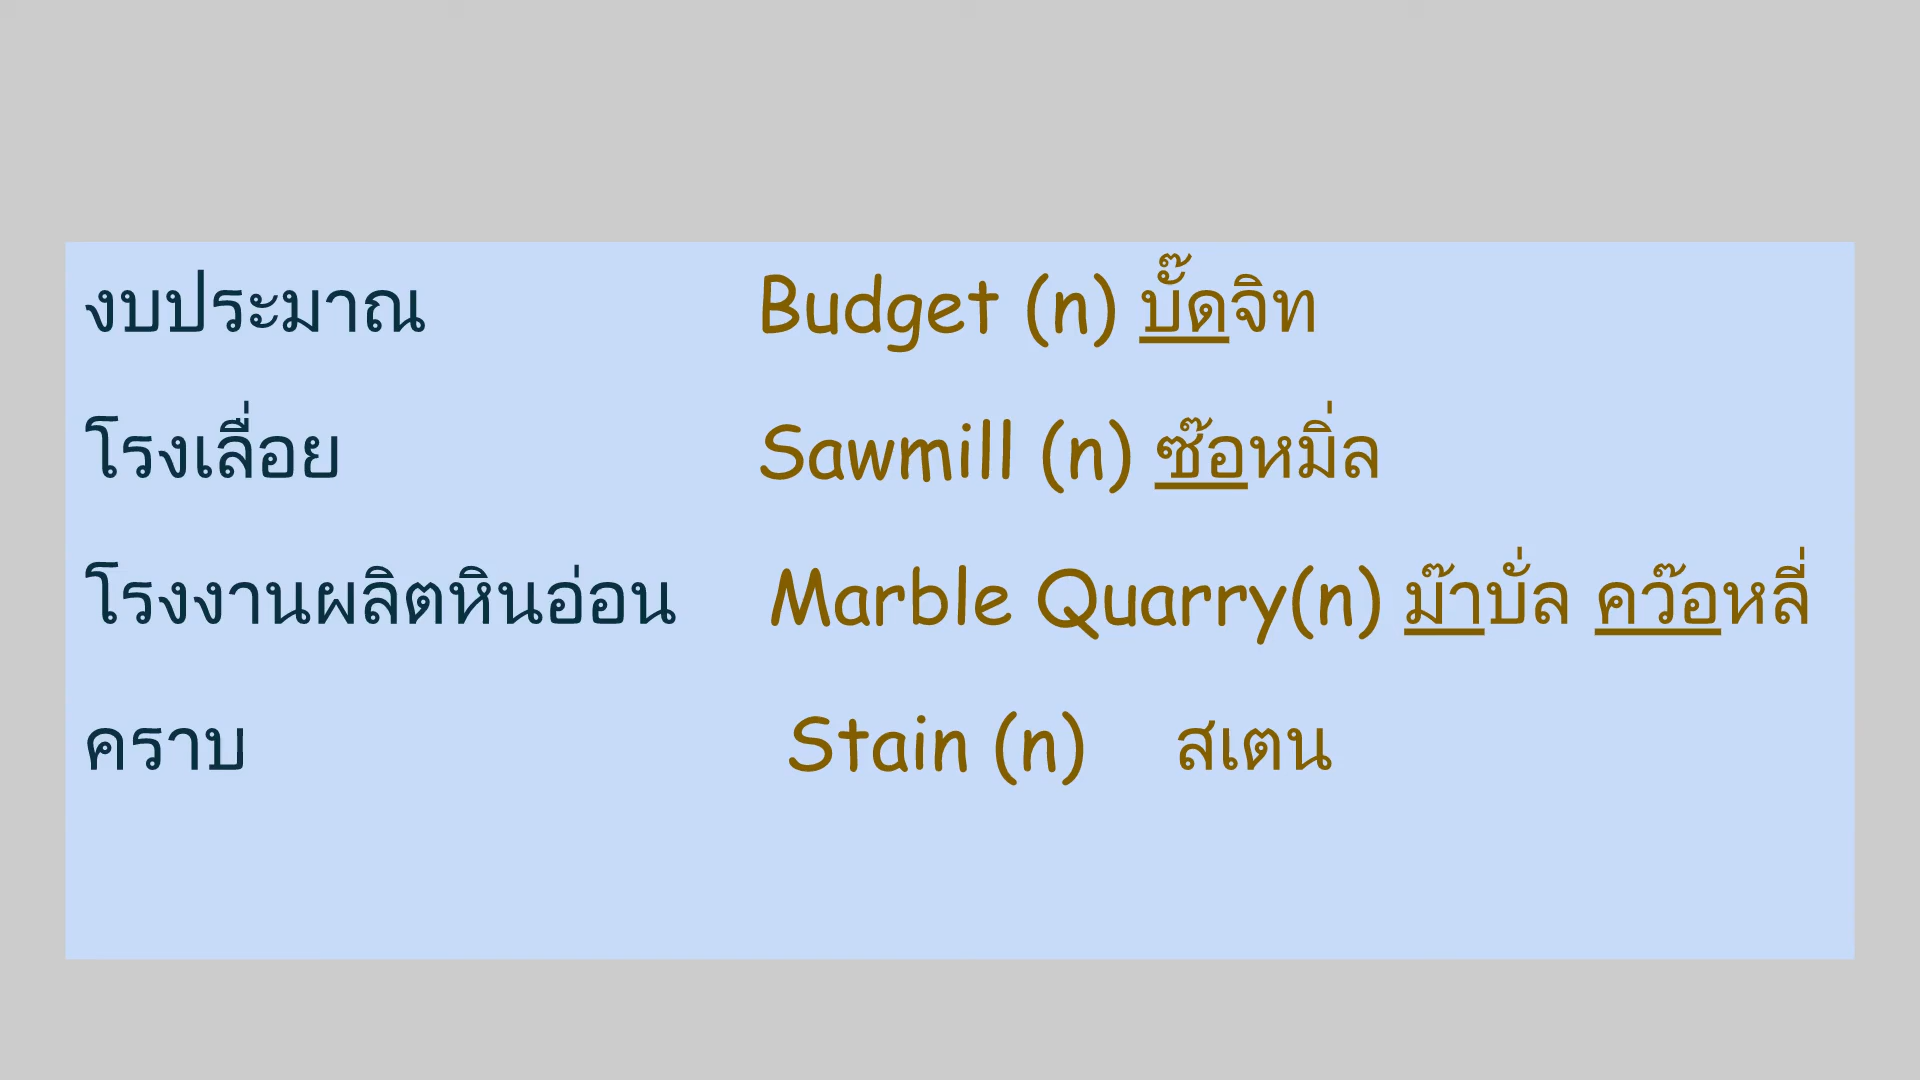 งบประมาณ Budget (n) บั๊ดจิท
โรงเลื่อย Sawmill (n) ซ๊อหมิ่ล
โรงงานผลิตหินอ่อน Marble Quarry(n) ม๊าบั่ล คว๊อหลี่
คราบ Stain (n) สเตน